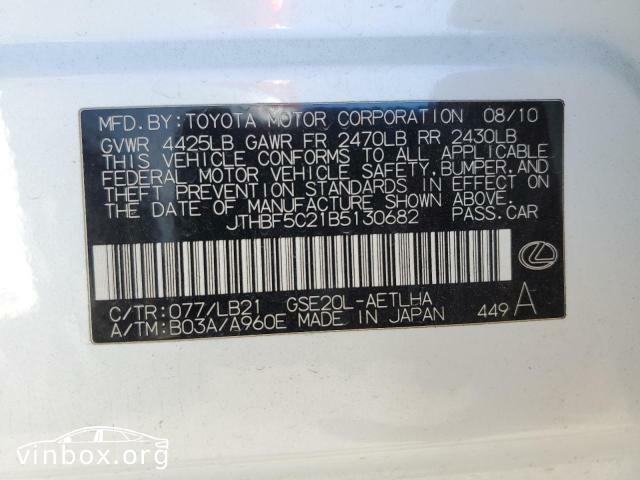 MFD.BY:TOYOTA MOTOR CORPORATION 08/10
GVWR 4425LB GAWR FR 2470LB RR 2430LB
THIS VEHICLE CONFORMS TO ALL APPLICABLE
FEDERAL MOTOR VEHICLE SAFETY,BUMPER,AND
THEFT PREVENTION STANDARDS IN EFFECT ON
THE DATE OF MANUFACTURE SHOWN ABOVE.
JTHBF5C21B5130682 PASS.CAR
C/TR:077/LB21 GSE20L-AETLHA
A/TM:B03A/A960E MADE IN JAPAN 449 A
vinbox.org